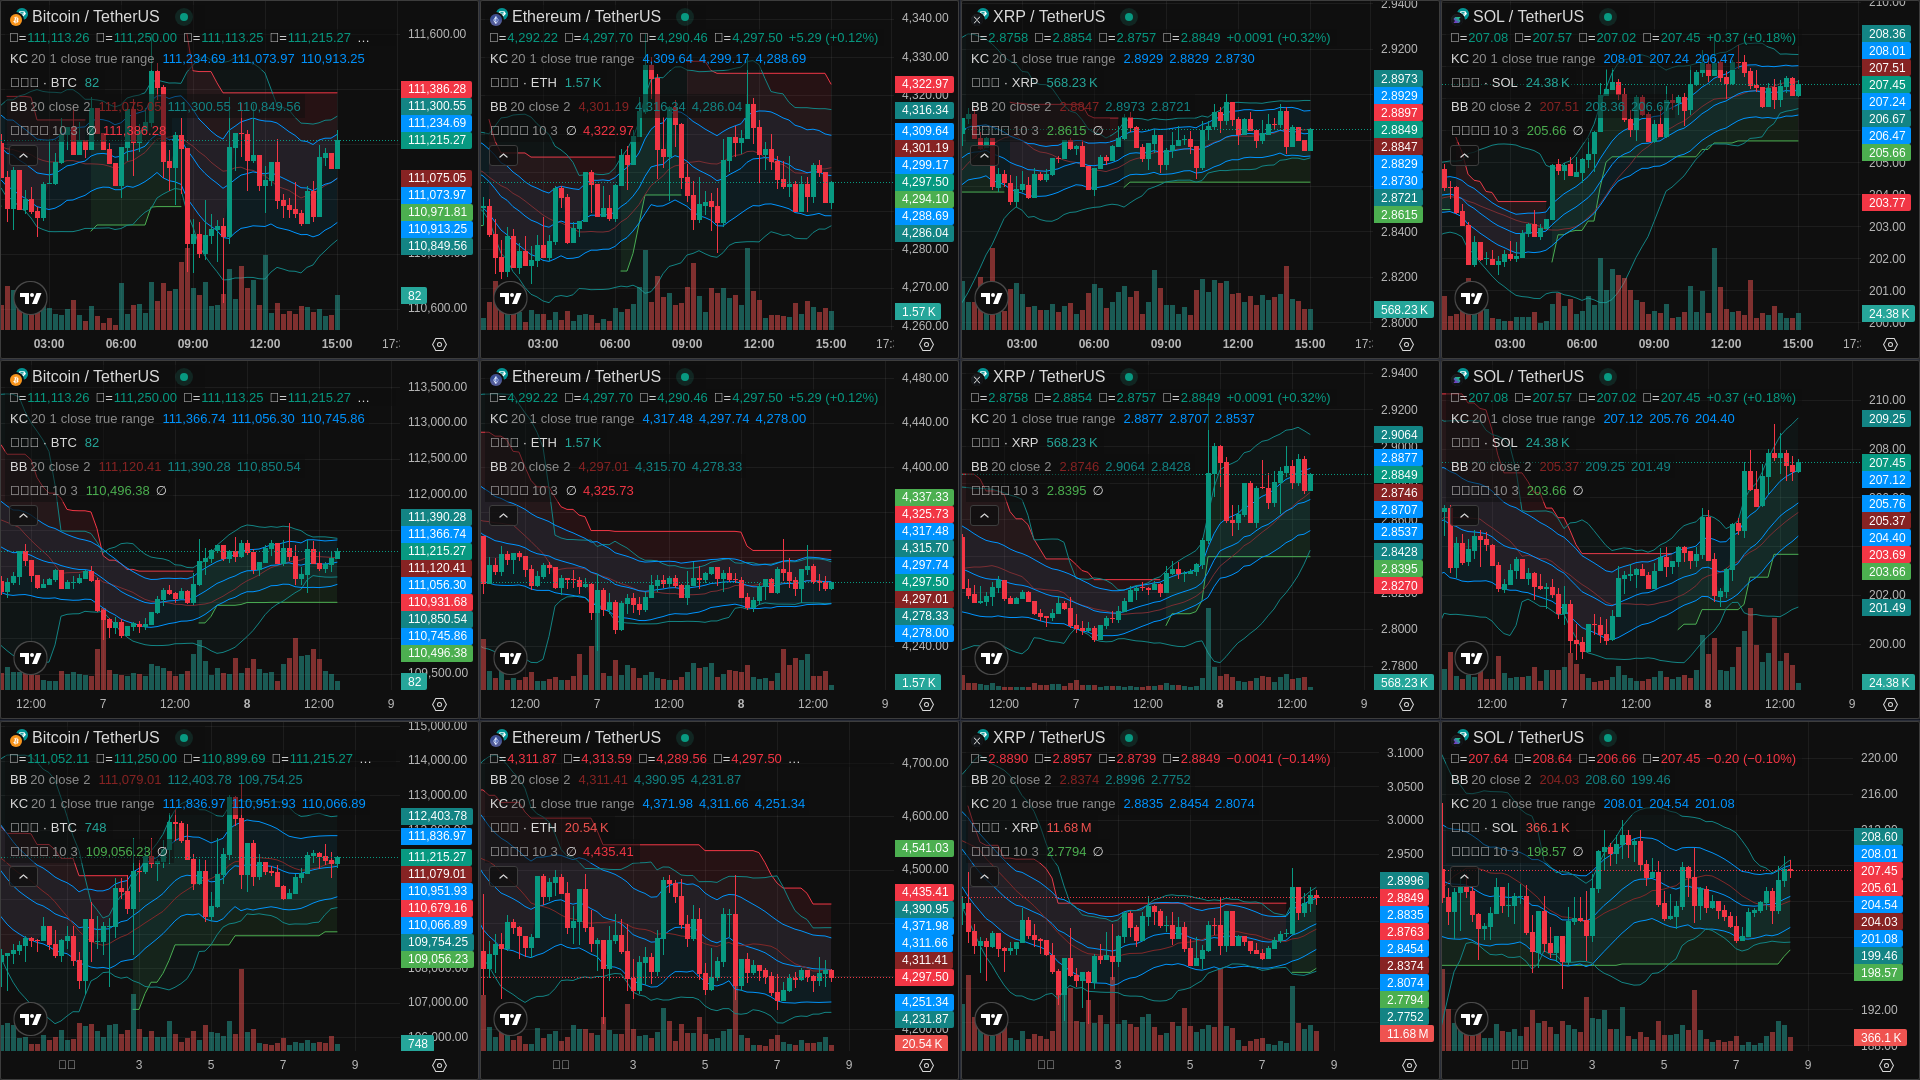 Bitcoin / TetherUS
□=111,113.26 □=111,250.00 □=111,113.25 □=111,215.27 ...
KC 20 1 close true range 111,234.69 111,073.97 110,913.25
□□□ · BTC 82
BB 20 close 2 111,075.05 111,300.55 110,849.56
□□□□ 10 3 ∅ 111,386.28
111,600.00
111,386.28
111,300.55
111,234.69
111,215.27
111,075.05
111,073.97
110,971.81
110,913.25
110,849.56
82
110,600.00
03:00 06:00 09:00 12:00 15:00
Ethereum / TetherUS
□=4,292.22 □=4,297.70 □=4,290.46 □=4,297.50 +5.29 (+0.12%)
KC 20 1 close true range 4,309.64 4,299.17 4,288.69
□□□ · ETH 1.57 K
BB 20 close 2 4,301.19 4,316.34 4,286.04
□□□□ 10 3 ∅ 4,322.97
4,340.00
4,330.00
4,322.97
4,320.00
4,316.34
4,309.64
4,301.19
4,299.17
4,297.50
4,294.10
4,288.69
4,286.04
4,280.00
4,270.00
1.57 K
4,260.00
03:00 06:00 09:00 12:00 15:00
XRP / TetherUS
□=2.8758 □=2.8854 □=2.8757 □=2.8849 +0.0091 (+0.32%)
KC 20 1 close true range 2.8929 2.8829 2.8730
□□□ · XRP 568.23 K
BB 20 close 2 2.8847 2.8973 2.8721
□□□□ 10 3 2.8615 ∅
2.9400
2.9200
2.8973
2.8929
2.8897
2.8849
2.8847
2.8829
2.8730
2.8721
2.8615
2.8400
2.8200
568.23 K
2.8000
03:00 06:00 09:00 12:00 15:00
SOL / TetherUS
□=207.08 □=207.57 □=207.02 □=207.45 +0.37 (+0.18%)
KC 20 1 close true range 208.01 207.24 206.47
□□□ · SOL 24.38 K
BB 20 close 2 207.51 208.36 206.67
□□□□ 10 3 205.66 ∅
210.00
208.36
208.01
207.51
207.45
207.24
206.67
206.47
205.66
205.00
204.00
203.77
203.00
202.00
201.00
24.38 K
200.00
03:00 06:00 09:00 12:00 15:00
Bitcoin / TetherUS
□=111,113.26 □=111,250.00 □=111,113.25 □=111,215.27 ...
KC 20 1 close true range 111,366.74 111,056.30 110,745.86
□□□ · BTC 82
BB 20 close 2 111,120.41 111,390.28 110,850.54
□□□□ 10 3 110,496.38 ∅
113,500.00
113,000.00
112,500.00
112,000.00
111,390.28
111,366.74
111,215.27
111,120.41
111,056.30
110,931.68
110,850.54
110,745.86
110,496.38
82
12:00 7 12:00 8 12:00 9
Ethereum / TetherUS
□=4,292.22 □=4,297.70 □=4,290.46 □=4,297.50 +5.29 (+0.12%)
KC 20 1 close true range 4,317.48 4,297.74 4,278.00
□□□ · ETH 1.57 K
BB 20 close 2 4,297.01 4,315.70 4,278.33
□□□□ 10 3 ∅ 4,325.73
4,480.00
4,440.00
4,400.00
4,337.33
4,325.73
4,317.48
4,315.70
4,297.74
4,297.50
4,297.01
4,278.33
4,278.00
4,240.00
1.57 K
12:00 7 12:00 8 12:00 9
XRP / TetherUS
□=2.8758 □=2.8854 □=2.8757 □=2.8849 +0.0091 (+0.32%)
KC 20 1 close true range 2.8877 2.8707 2.8537
□□□ · XRP 568.23 K
BB 20 close 2 2.8746 2.9064 2.8428
□□□□ 10 3 2.8395 ∅
2.9400
2.9200
2.9064
2.9000
2.8877
2.8849
2.8746
2.8707
2.8600
2.8537
2.8428
2.8395
2.8270
2.8200
2.8000
2.7800
568.23 K
12:00 7 12:00 8 12:00 9
SOL / TetherUS
□=207.08 □=207.57 □=207.02 □=207.45 +0.37 (+0.18%)
KC 20 1 close true range 207.12 205.76 204.40
□□□ · SOL 24.38 K
BB 20 close 2 205.37 209.25 201.49
□□□□ 10 3 203.66 ∅
210.00
209.25
208.00
207.45
207.12
205.76
205.37
204.40
203.69
203.66
202.00
201.49
200.00
24.38 K
12:00 7 12:00 8 12:00 9
Bitcoin / TetherUS
□=111,052.11 □=111,250.00 □=110,899.69 □=111,215.27 ...
BB 20 close 2 111,079.01 112,403.78 109,754.25
KC 20 1 close true range 111,836.97 110,951.93 110,066.89
□□□ · BTC 748
□□□□ 10 3 109,056.23 ∅
115,000.00
114,000.00
113,000.00
112,403.78
111,836.97
111,215.27
111,079.01
110,951.93
110,679.16
110,066.89
109,754.25
109,056.23
108,000.00
107,000.00
748
106,000.00
□□ 3 5 7 9
Ethereum / TetherUS
□=4,311.87 □=4,313.59 □=4,289.56 □=4,297.50 ...
BB 20 close 2 4,311.41 4,390.95 4,231.87
KC 20 1 close true range 4,371.98 4,311.66 4,251.34
□□□ · ETH 20.54 K
□□□□ 10 3 ∅ 4,435.41
4,700.00
4,600.00
4,541.03
4,500.00
4,435.41
4,390.95
4,371.98
4,311.66
4,311.41
4,297.50
4,251.34
4,231.87
4,200.00
20.54 K
□□ 3 5 7 9
XRP / TetherUS
□=2.8890 □=2.8957 □=2.8739 □=2.8849 −0.0041 (−0.14%)
BB 20 close 2 2.8374 2.8996 2.7752
KC 20 1 close true range 2.8835 2.8454 2.8074
□□□ · XRP 11.68 M
□□□□ 10 3 2.7794 ∅
3.1000
3.0500
3.0000
2.9500
2.8996
2.8849
2.8835
2.8763
2.8454
2.8374
2.8074
2.7794
2.7752
11.68 M
□□ 3 5 7 9
SOL / TetherUS
□=207.64 □=208.64 □=206.66 □=207.45 −0.20 (−0.10%)
BB 20 close 2 204.03 208.60 199.46
KC 20 1 close true range 208.01 204.54 201.08
□□□ · SOL 366.1 K
□□□□ 10 3 198.57 ∅
220.00
216.00
208.60
208.01
207.45
205.61
204.54
204.03
201.08
199.46
198.57
192.00
366.1 K
□□ 3 5 7 9